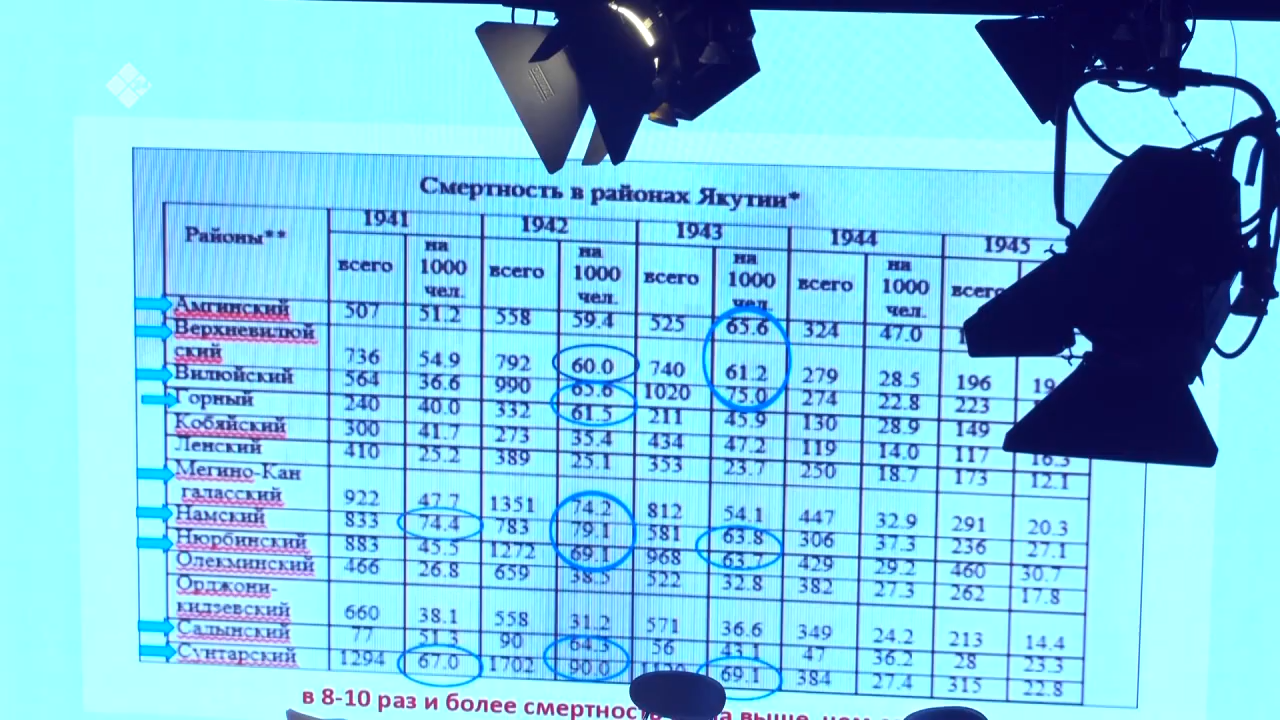 Смертность в районах Якутии*
Районы** 1941 1942 1943 1944 1945
всего на 1000 чел. всего на 1000 чел. всего на 1000 чел. всего на 1000 чел.
Амгинский 507 51.2 558 59.4 525 65.6 324 47.0
Верхневилюй
ский 736 54.9 792 60.0 740 61.2 279 28.5 196
Вилюйский 564 36.6 990 65.6 1020 75.0 274 22.8 223
Горный 240 40.0 332 61.5 211 45.9 130 28.9 149
Кобяйский 300 41.7 273 35.4 434 47.2 119 14.0 117 16.3
Ленский 410 25.2 389 25.1 353 23.7 250 18.7 173 12.1
Мегино-Кан
галасский 922 47.7 1351 74.2 812 54.1 447 32.9 291 20.3
Намский 833 74.4 783 79.1 581 63.8 306 37.3 236 27.1
Нюрбинский 883 45.5 1272 69.1 968 63.7 429 29.2 460 30.7
Олекминский 466 26.8 659 38.5 522 32.8 382 27.3 262 17.8
Орджони-
кидзевский 660 38.1 558 31.2 571 36.6 349 24.2 213 14.4
Садынский 77 51.3 90 64.3 56 43.1 47 36.2 28 23.3
Сунтарский 1294 67.0 1702 90.0 69.1 384 27.4 315 22.8
в 8-10 раз и более смертность выше, чем